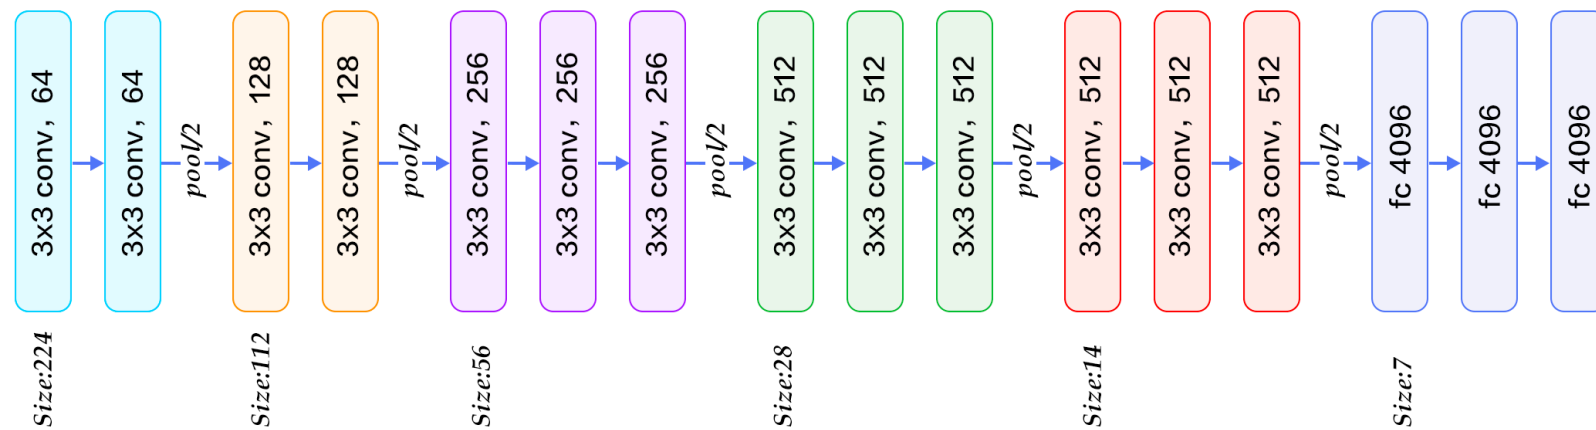 3x3 conv, 64
3x3 conv, 64
pool/2
3x3 conv, 128
3x3 conv, 128
pool/2
3x3 conv, 256
3x3 conv, 256
3x3 conv, 256
pool/2
3x3 conv, 512
3x3 conv, 512
3x3 conv, 512
pool/2
3x3 conv, 512
3x3 conv, 512
3x3 conv, 512
pool/2
fc 4096
fc 4096
fc 4096
Size:224
Size:112
Size:56
Size:28
Size:14
Size:7